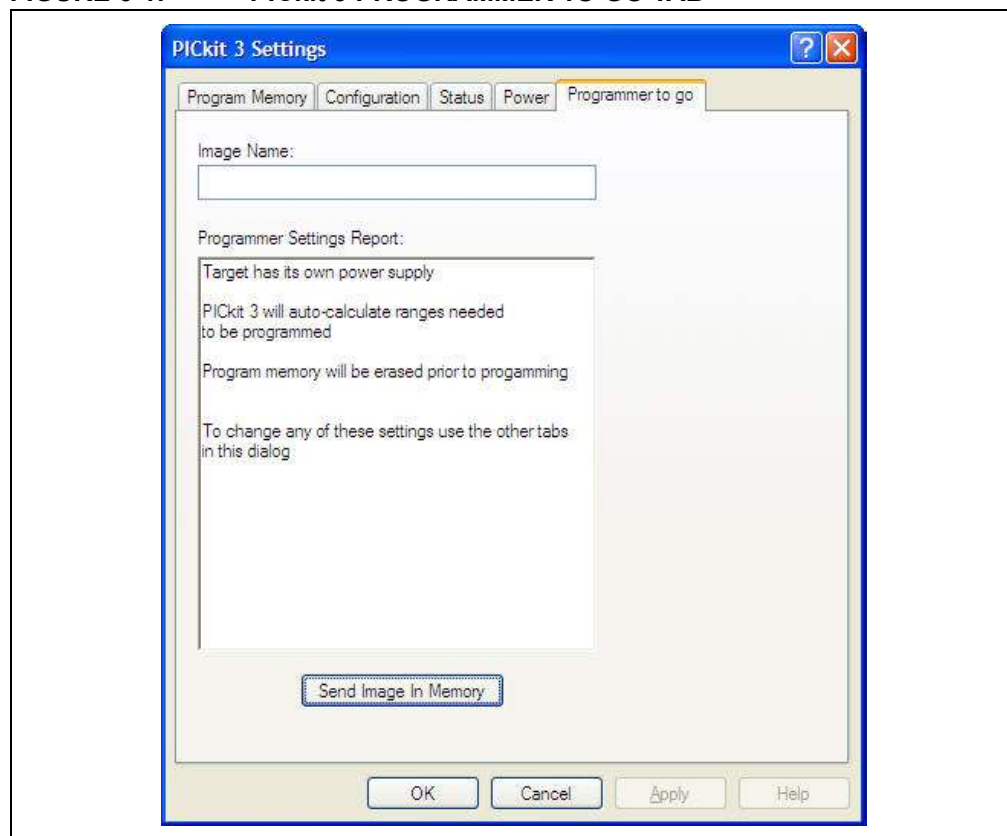 PICkit 3 Settings
Program Memory Configuration Status Power Programmer to go
Image Name:
Programmer Settings Report:
Target has its own power supply
PICkit 3 will auto-calculate ranges needed
to be programmed
Program memory will be erased prior to progamming
To change any of these settings use the other tabs
in this dialog
Send Image In Memory
OK Cancel Apply Help